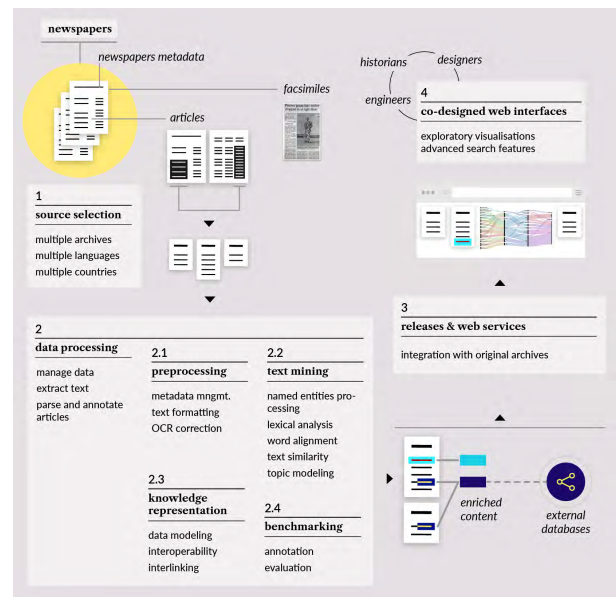 newspapers
newspapers metadata
facsimiles
articles
1
source selection
multiple archives
multiple languages
multiple countries
2
data processing
manage data
extract text
parse and annotate
articles
2.1
preprocessing
metadata mngmt.
text formatting
OCR correction
2.2
text mining
named entities pro-
cessing
lexical analysis
word alignment
text similarity
topic modeling
2.3
knowledge
representation
data modeling
interoperability
interlinking
2.4
benchmarking
annotation
evaluation
enriched
content
external
databases
3
releases & web services
integration with original archives
historians
designers
engineers
4
co-designed web interfaces
exploratory visualisations
advanced search features